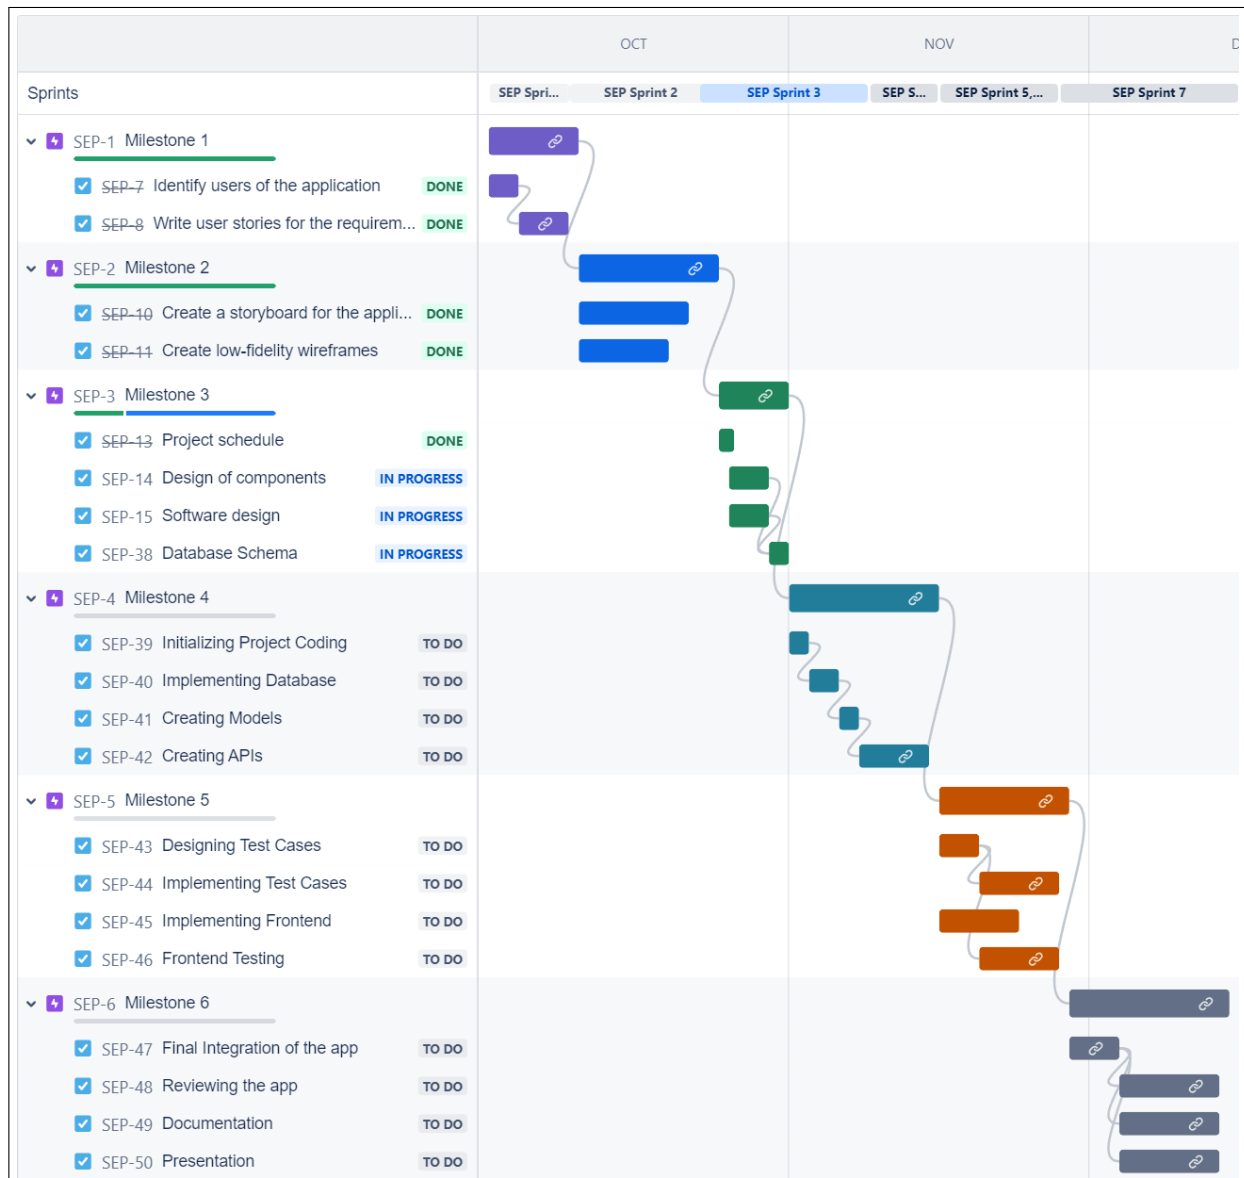 OCT NOV D
Sprints SEP Spri... SEP Sprint 2 SEP Sprint 3 SEP S... SEP Sprint 5,... SEP Sprint 7
SEP-1 Milestone 1
SEP-7 Identify users of the application DONE
SEP-8 Write user stories for the requirem... DONE
SEP-2 Milestone 2
SEP-10 Create a storyboard for the appli... DONE
SEP-11 Create low-fidelity wireframes DONE
SEP-3 Milestone 3
SEP-13 Project schedule DONE
SEP-14 Design of components IN PROGRESS
SEP-15 Software design IN PROGRESS
SEP-38 Database Schema IN PROGRESS
SEP-4 Milestone 4
SEP-39 Initializing Project Coding TO DO
SEP-40 Implementing Database TO DO
SEP-41 Creating Models TO DO
SEP-42 Creating APIs TO DO
SEP-5 Milestone 5
SEP-43 Designing Test Cases TO DO
SEP-44 Implementing Test Cases TO DO
SEP-45 Implementing Frontend TO DO
SEP-46 Frontend Testing TO DO
SEP-6 Milestone 6
SEP-47 Final Integration of the app TO DO
SEP-48 Reviewing the app TO DO
SEP-49 Documentation TO DO
SEP-50 Presentation TO DO